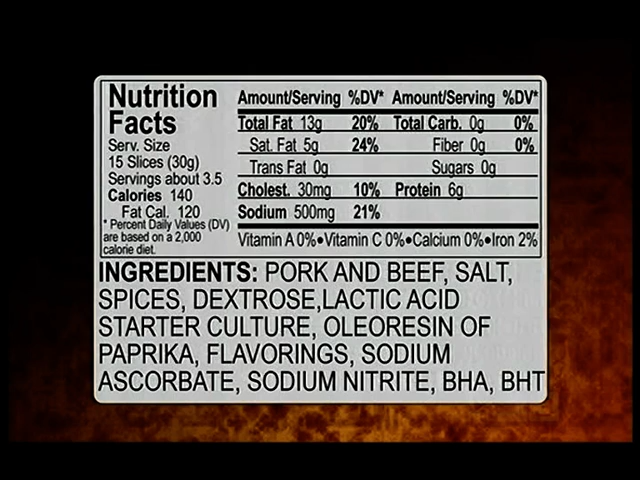 Nutrition
Facts
Serv. Size
15 Slices (30g)
Servings about 3.5
Calories 140
Fat Cal. 120
* Percent Daily Values (DV)
are based on a 2,000
calorie diet.
Amount/Serving %DV* Amount/Serving %DV*
Total Fat 13g 20% Total Carb. 0g 0%
Sat. Fat 5g 24% Fiber 0g 0%
Trans Fat 0g Sugars 0g
Cholest. 30mg 10% Protein 6g
Sodium 500mg 21%
Vitamin A 0%•Vitamin C 0%•Calcium 0%•Iron 2%
INGREDIENTS: PORK AND BEEF, SALT,
SPICES, DEXTROSE,LACTIC ACID
STARTER CULTURE, OLEORESIN OF
PAPRIKA, FLAVORINGS, SODIUM
ASCORBATE, SODIUM NITRITE, BHA, BHT